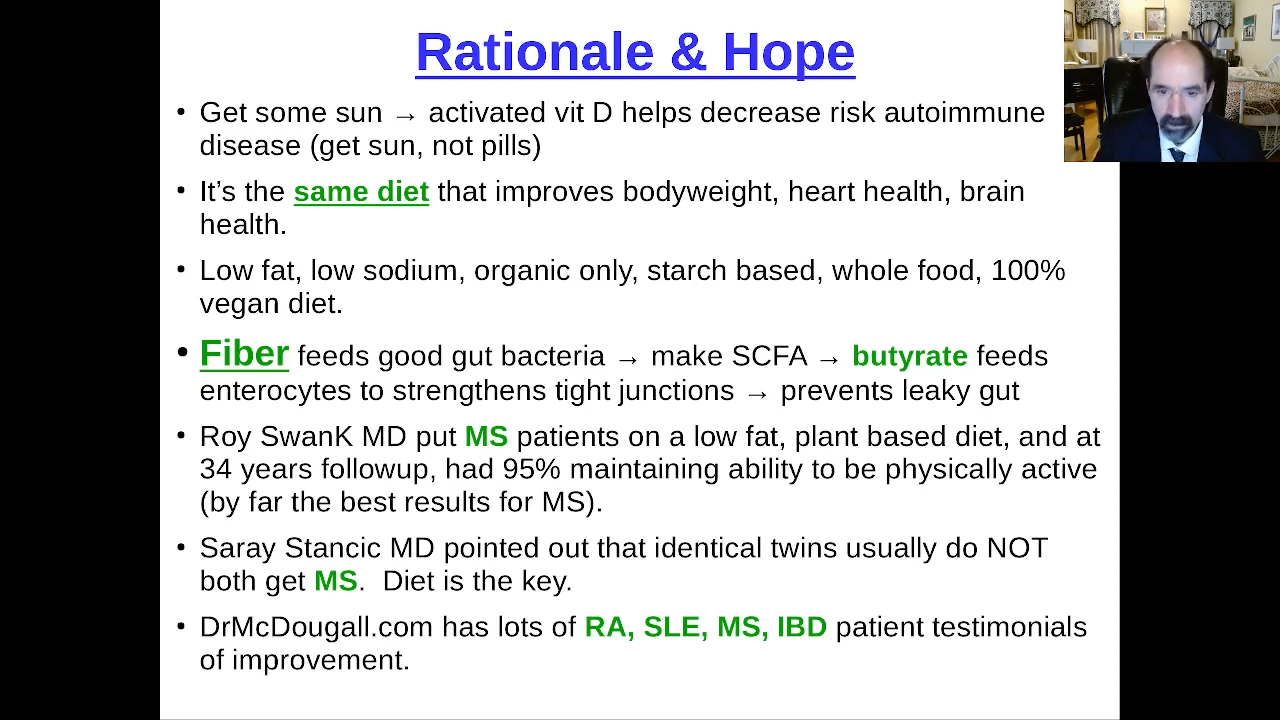 Rationale & Hope
• Get some sun → activated vit D helps decrease risk autoimmune
disease (get sun, not pills)
• It’s the same diet that improves bodyweight, heart health, brain
health.
• Low fat, low sodium, organic only, starch based, whole food, 100%
vegan diet.
• Fiber feeds good gut bacteria → make SCFA → butyrate feeds
enterocytes to strengthens tight junctions → prevents leaky gut
• Roy SwanK MD put MS patients on a low fat, plant based diet, and at
34 years followup, had 95% maintaining ability to be physically active
(by far the best results for MS).
• Saray Stancic MD pointed out that identical twins usually do NOT
both get MS.  Diet is the key.
• DrMcDougall.com has lots of RA, SLE, MS, IBD patient testimonials
of improvement.